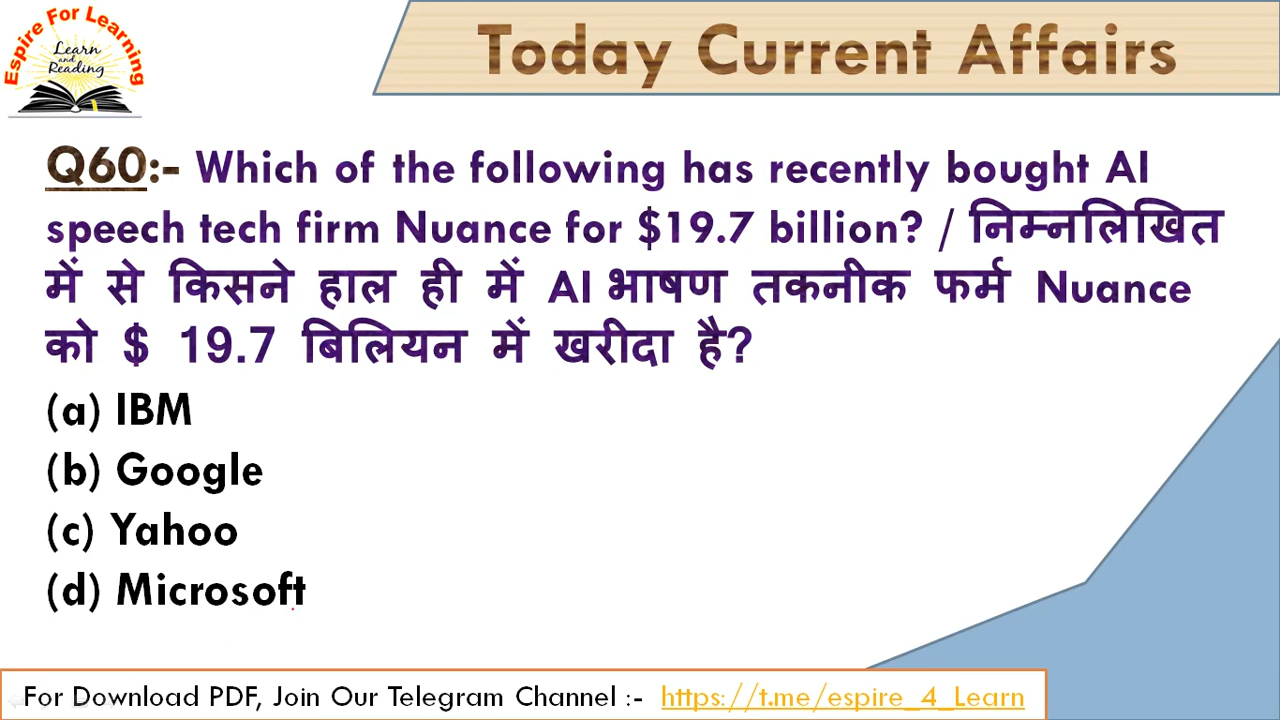 Espire For Learning
Learn
and
Reading
Today Current Affairs
Q60:- Which of the following has recently bought AI
speech tech firm Nuance for $19.7 billion? / निम्नलिखित
में से किसने हाल ही में AI भाषण तकनीक फर्म Nuance
को $ 19.7 बिलियन में खरीदा है?
(a) IBM
(b) Google
(c) Yahoo
(d) Microsoft
For Download PDF, Join Our Telegram Channel :- https://t.me/espire_4_Learn